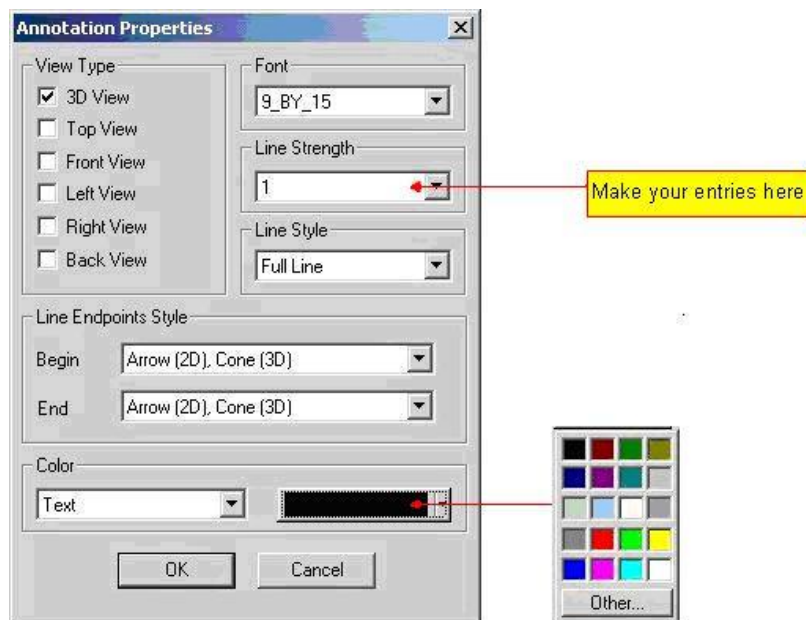 Annotation Properties
View Type
3D View
Top View
Front View
Left View
Right View
Back View
Font
9_BY_15
Line Strength
1
Line Style
Full Line
Make your entries here
Line Endpoints Style
Begin Arrow (2D), Cone (3D)
End Arrow (2D), Cone (3D)
Color
Text
OK Cancel
Other...